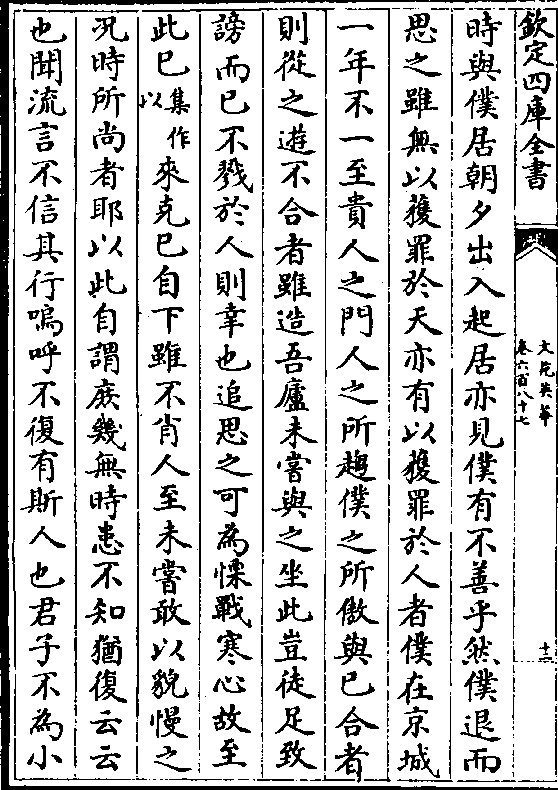 欽定四庫全書
文苑英華
卷六百八十七
十二
時與僕居朝夕出入起居亦見僕有不善乎然僕退而
思之雖無以獲罪於天亦有以獲罪於人者僕在京城
一年不一至貴人之門人之所趨僕之所傲與已合者
則從之遊不合者雖造吾廬未嘗與之坐此豈徒足致
謗而已不戮於人則幸也追思之可為慄戰寒心故至
此已集作以來克已自下雖不肖人至未嘗敢以貌慢之
况時所尚者耶以此自謂庻幾無時患不知猶復云云
也聞流言不信其行嗚呼不復有斯人也君子不為小